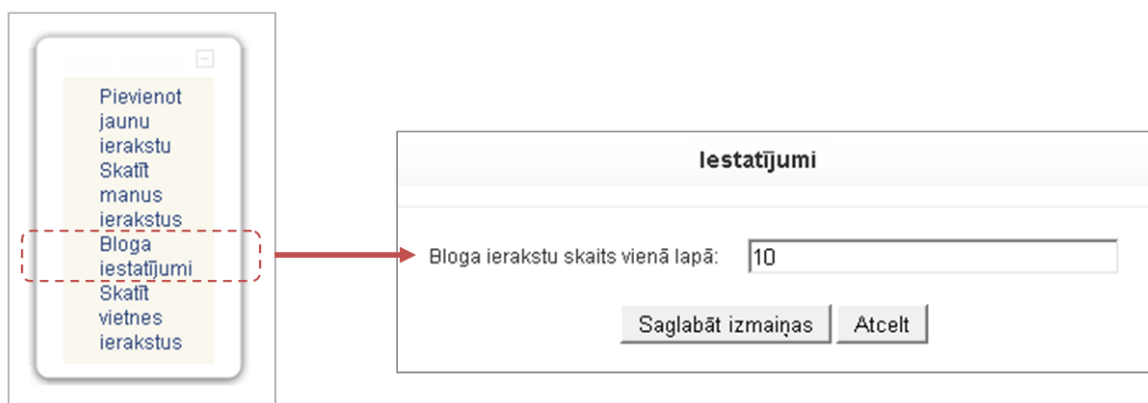 Pievienot
jaunu
ierakstu
Skatīt
manus
ierakstus
Bloga
iestatījumi
Skatīt
vietnes
ierakstus
Iestatījumi
Bloga ierakstu skaits vienā lapā: 10
Saglabāt izmaiņas Atcelt